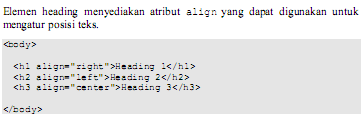 Elemen heading menyediakan atribut align yang dapat digunakan untuk
mengatur posisi teks.
<body>
<h1 align="right">Heading 1</h1>
<h2 align="left">Heading 2</h2>
<h3 align="center">Heading 3</h3>
</body>